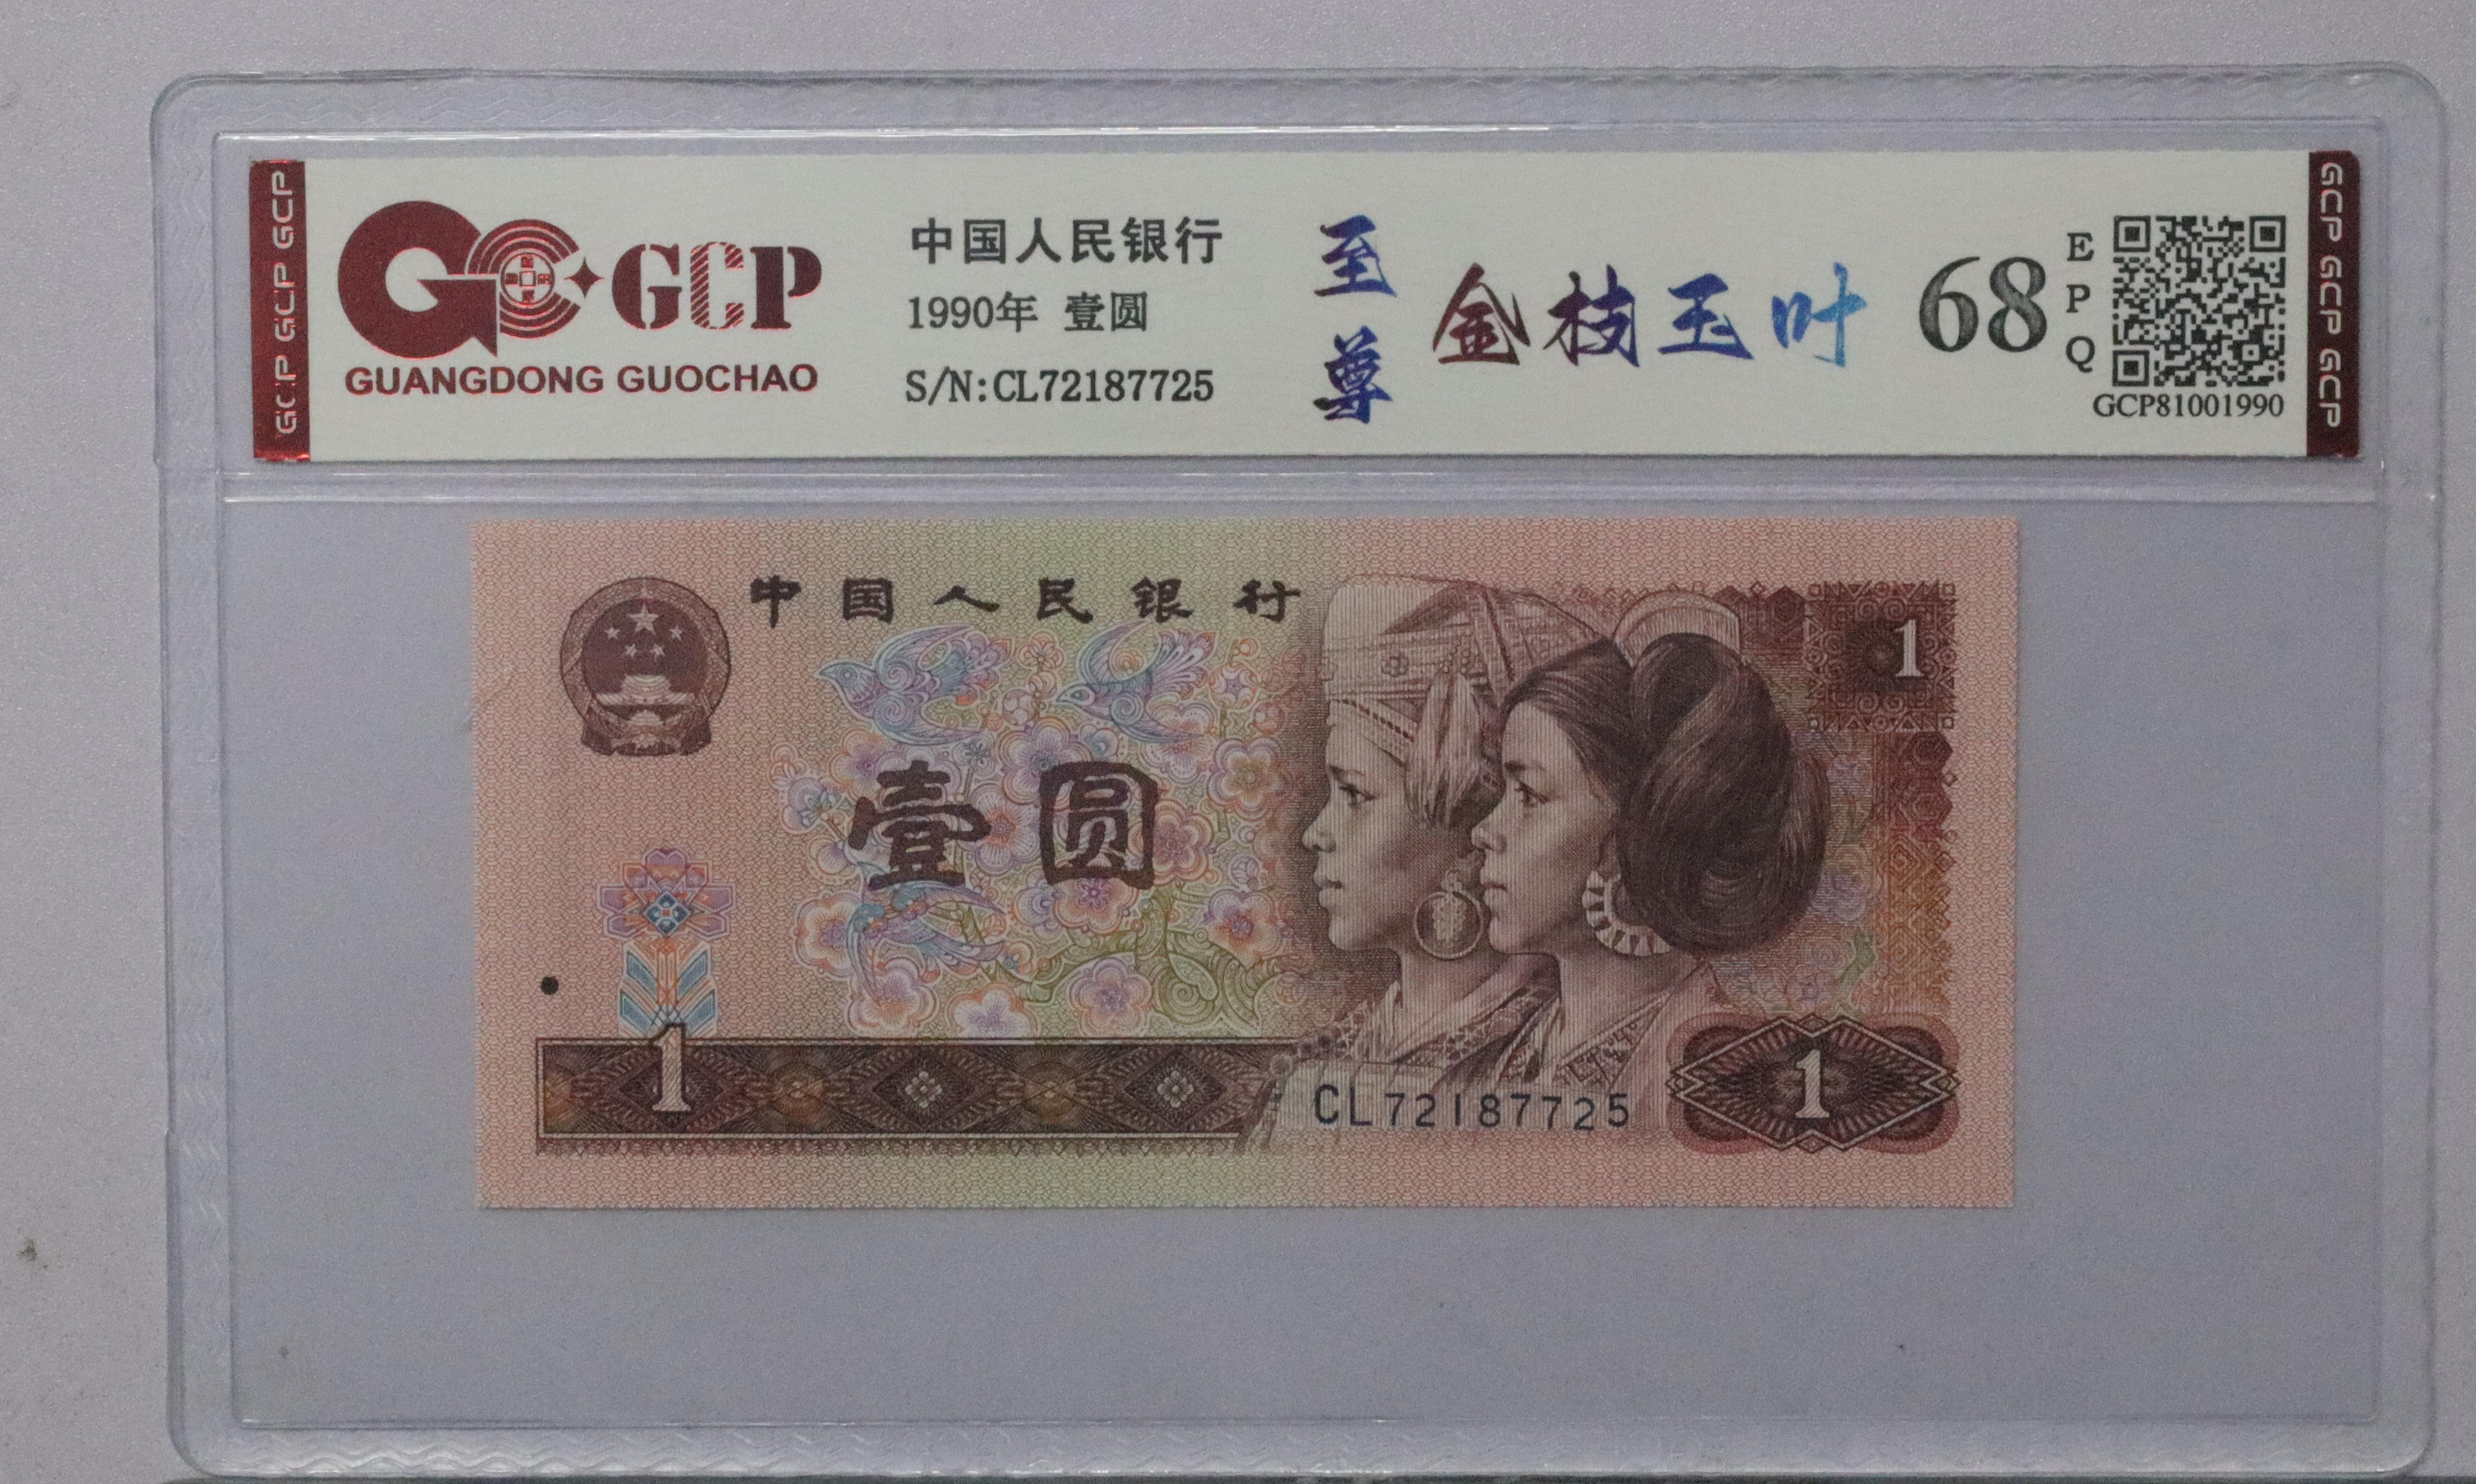 GCP GCP GCP
GCP
GUANGDONG GUOCHAO
中国人民银行
1990年 壹圆
S/N:CL72187725
至尊
金枝玉叶
68
EPQ
GCP81001990
GCP GCP GCP
中国人民银行
壹圆
1
1
CL72187725
1